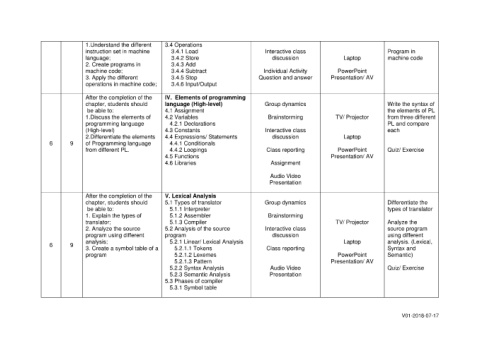 1.Understand the different
instruction set in machine
language;
2. Create programs in
machine code;
3. Apply the different
operations in machine code;
3.4 Operations
3.4.1 Load
3.4.2 Store
3.4.3 Add
3.4.4 Subtract
3.4.5 Stop
3.4.6 Input/Output
Interactive class
discussion
Individual Activity
Question and answer
Laptop
PowerPoint
Presentation/ AV
Program in
machine code
6
9
After the completion of the
chapter, students should
be able to:
1.Discuss the elements of
programming language
(High-level)
2.Differentiate the elements
of Programming language
from different PL.
IV. Elements of programming
language (High-level)
4.1 Assignment
4.2 Variables
4.2.1 Declarations
4.3 Constants
4.4 Expressions/ Statements
4.4.1 Conditionals
4.4.2 Loopings
4.5 Functions
4.6 Libraries
Group dynamics
Brainstorming
Interactive class
discussion
Class reporting
Assignment
Audio Video
Presentation
TV/ Projector
Laptop
PowerPoint
Presentation/ AV
Write the syntax of
the elements of PL
from three different
PL and compare
each
Quiz/ Exercise
6
9
After the completion of the
chapter, students should
be able to:
1. Explain the types of
translator;
2. Analyze the source
program using different
analysis;
3. Create a symbol table of a
program
V. Lexical Analysis
5.1 Types of translator
5.1.1 Interpreter
5.1.2 Assembler
5.1.3 Compiler
5.2 Analysis of the source
program
5.2.1 Linear/ Lexical Analysis
5.2.1.1 Tokens
5.2.1.2 Lexemes
5.2.1.3 Pattern
5.2.2 Syntax Analysis
5.2.3 Semantic Analysis
5.3 Phases of compiler
5.3.1 Symbol table
Group dynamics
Brainstorming
Interactive class
discussion
Class reporting
Audio Video
Presentation
TV/ Projector
Laptop
PowerPoint
Presentation/ AV
Differentiate the
types of translator
Analyze the
source program
using different
analysis. (Lexical,
Syntax and
Semantic)
Quiz/ Exercise
V01-2018-07-17